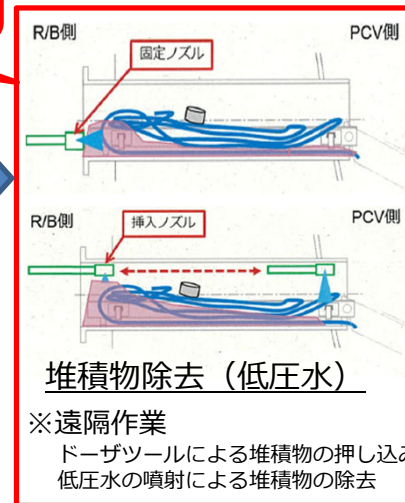 R/B側
PCV側
固定ノズル
R/B側
PCV側
挿入ノズル
堆積物除去（低圧水）
※遠隔作業
ドーザツールによる堆積物の押し込み
低圧水の噴射による堆積物の除去